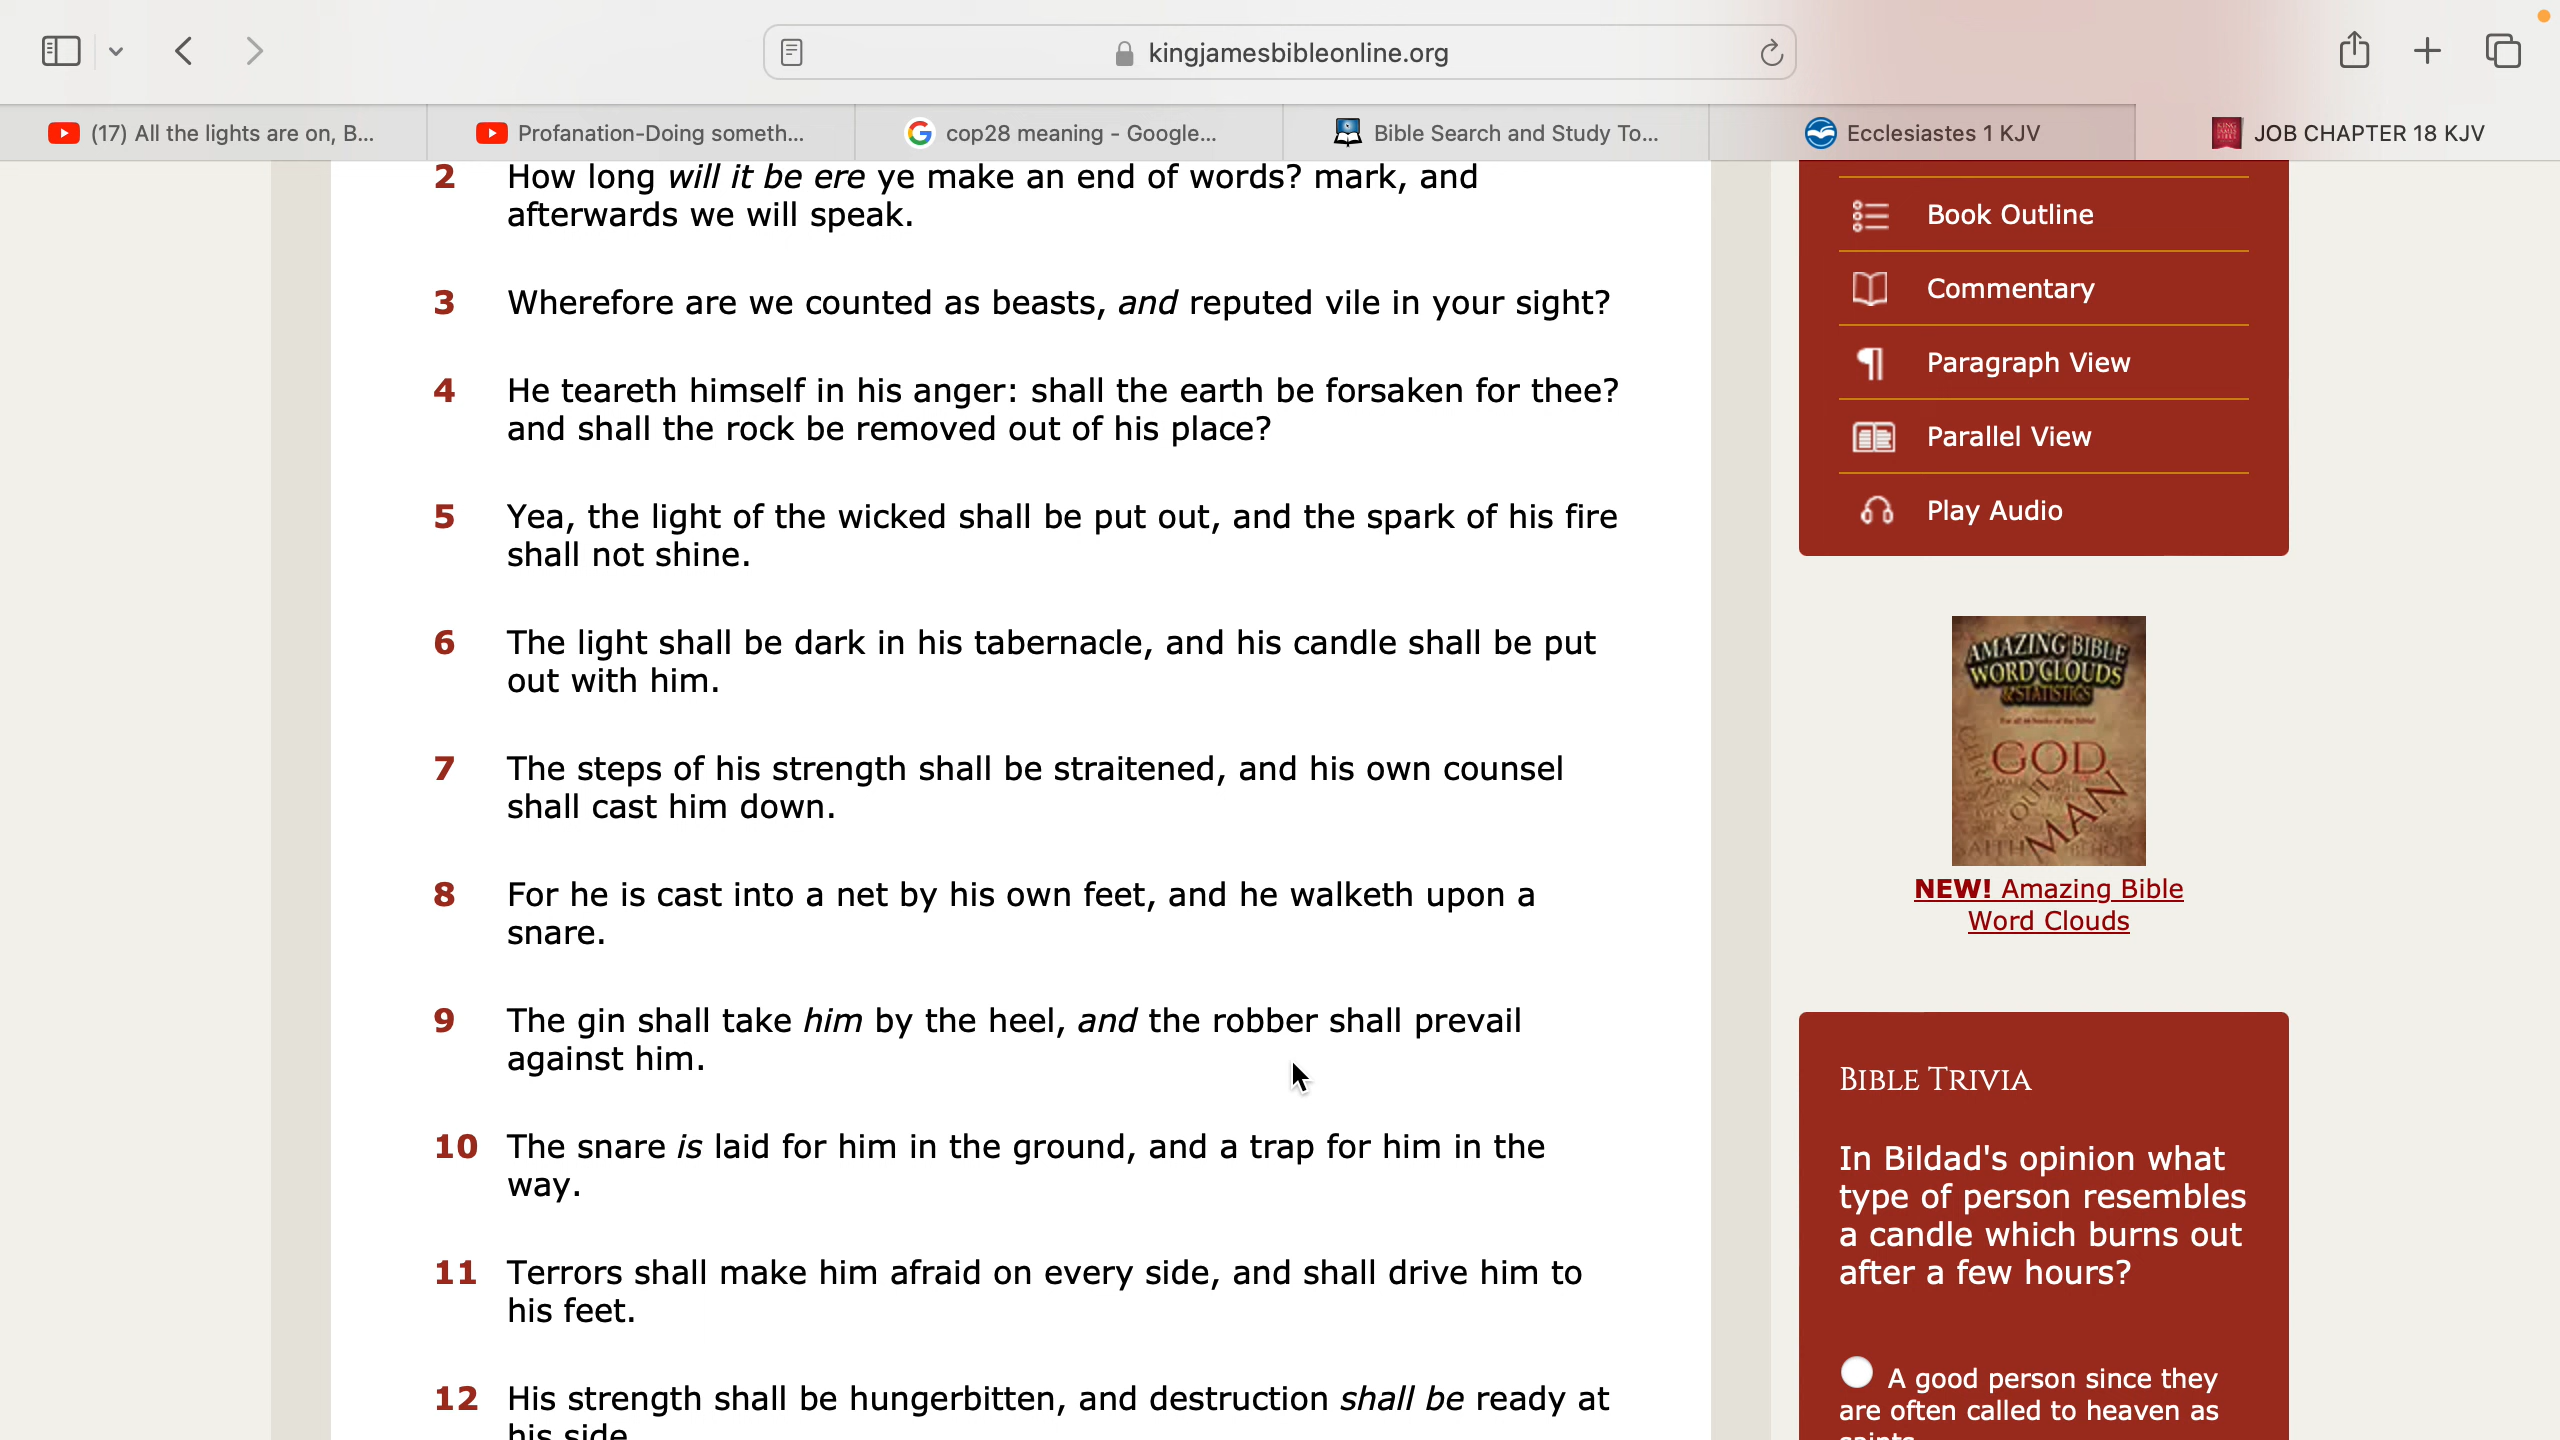 kingjamesbibleonline.org
(17) All the lights are on, B...
Profanation-Doing someth...
cop28 meaning - Google...
Bible Search and Study To...
Ecclesiastes 1 KJV
JOB CHAPTER 18 KJV
2 How long will it be ere ye make an end of words? mark, and
afterwards we will speak.
3 Wherefore are we counted as beasts, and reputed vile in your sight?
4 He teareth himself in his anger: shall the earth be forsaken for thee?
and shall the rock be removed out of his place?
5 Yea, the light of the wicked shall be put out, and the spark of his fire
shall not shine.
6 The light shall be dark in his tabernacle, and his candle shall be put
out with him.
7 The steps of his strength shall be straitened, and his own counsel
shall cast him down.
8 For he is cast into a net by his own feet, and he walketh upon a
snare.
9 The gin shall take him by the heel, and the robber shall prevail
against him.
10 The snare is laid for him in the ground, and a trap for him in the
way.
11 Terrors shall make him afraid on every side, and shall drive him to
his feet.
12 His strength shall be hungerbitten, and destruction shall be ready at
his side
Book Outline
Commentary
Paragraph View
Parallel View
Play Audio
AMAZING BIBLE
WORD CLOUDS
& STATISTICS
GOD
OUT
MAN
SAITH
NEW! Amazing Bible
Word Clouds
BIBLE TRIVIA
In Bildad's opinion what
type of person resembles
a candle which burns out
after a few hours?
A good person since they
are often called to heaven as
saints